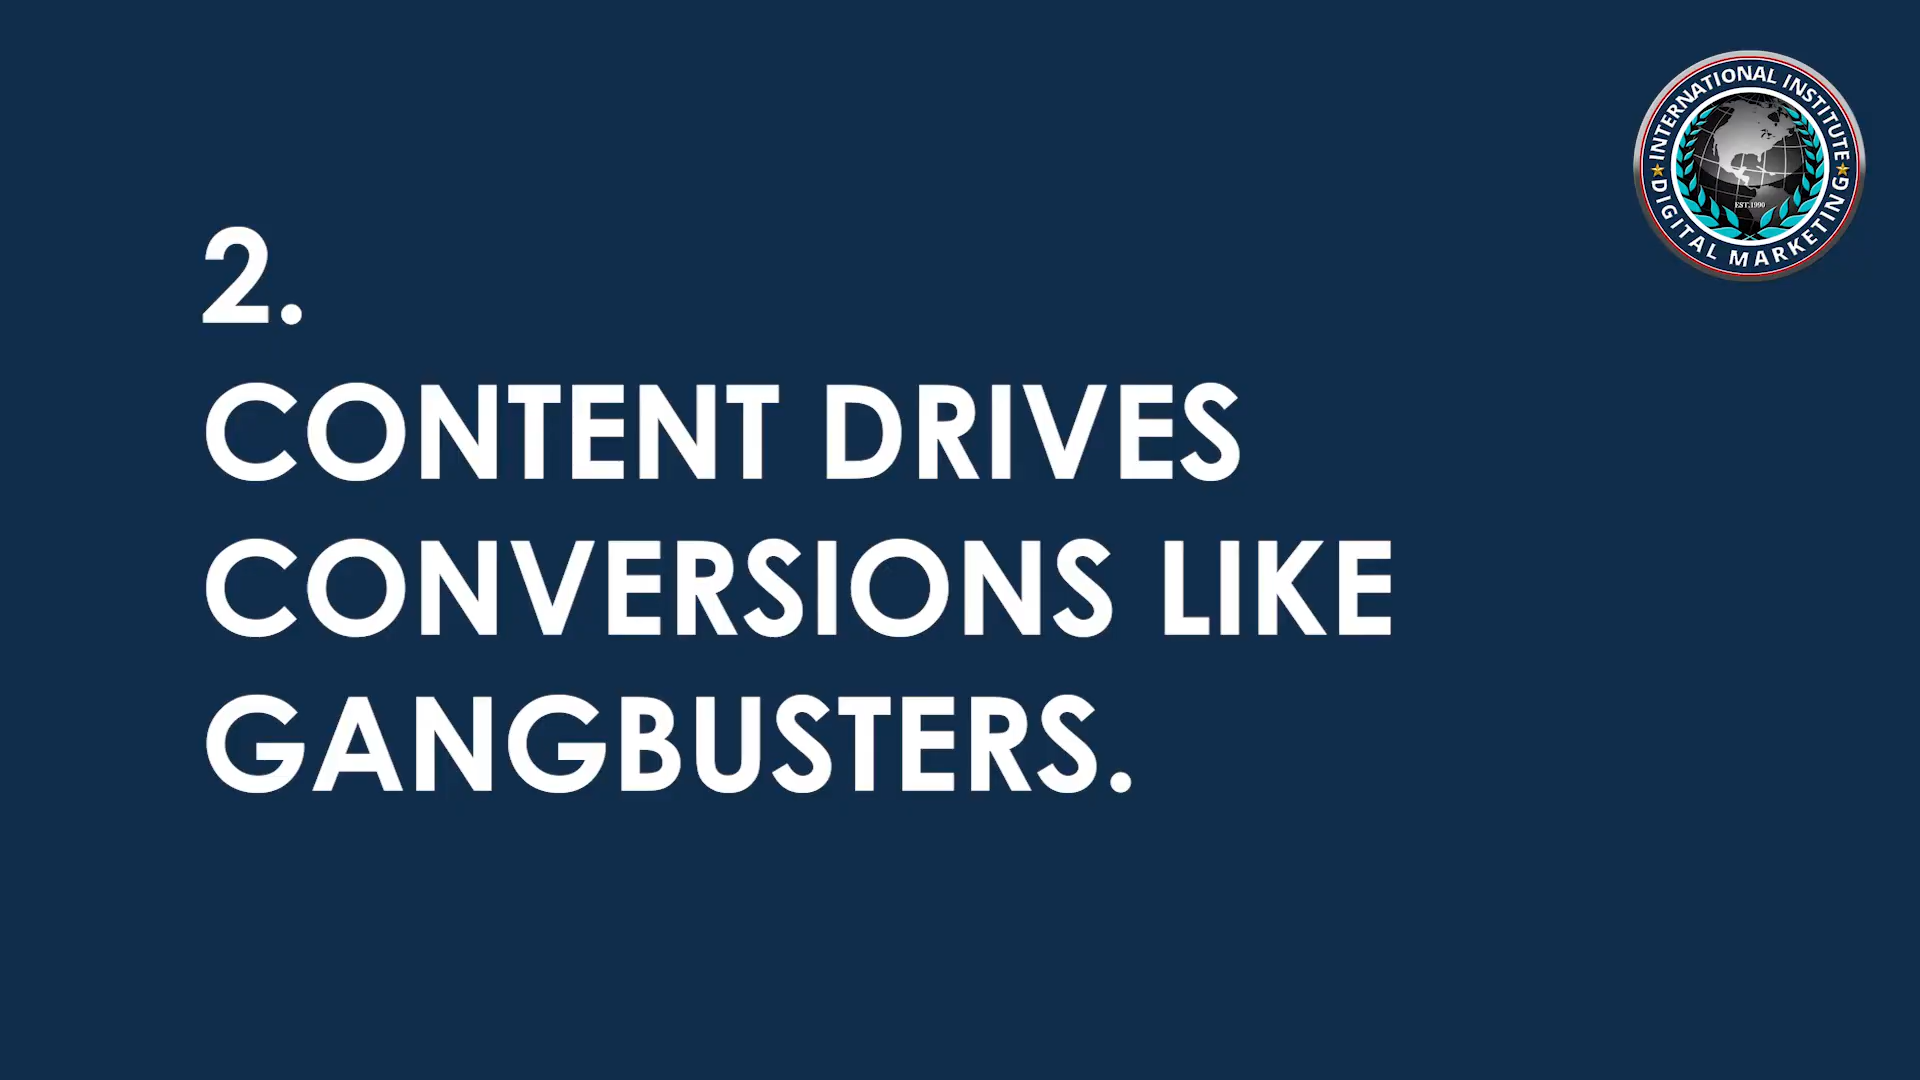 2.
CONTENT DRIVES
CONVERSIONS LIKE
GANGBUSTERS.
INTERNATIONAL INSTITUTE
DIGITAL MARKETING
EST.1990